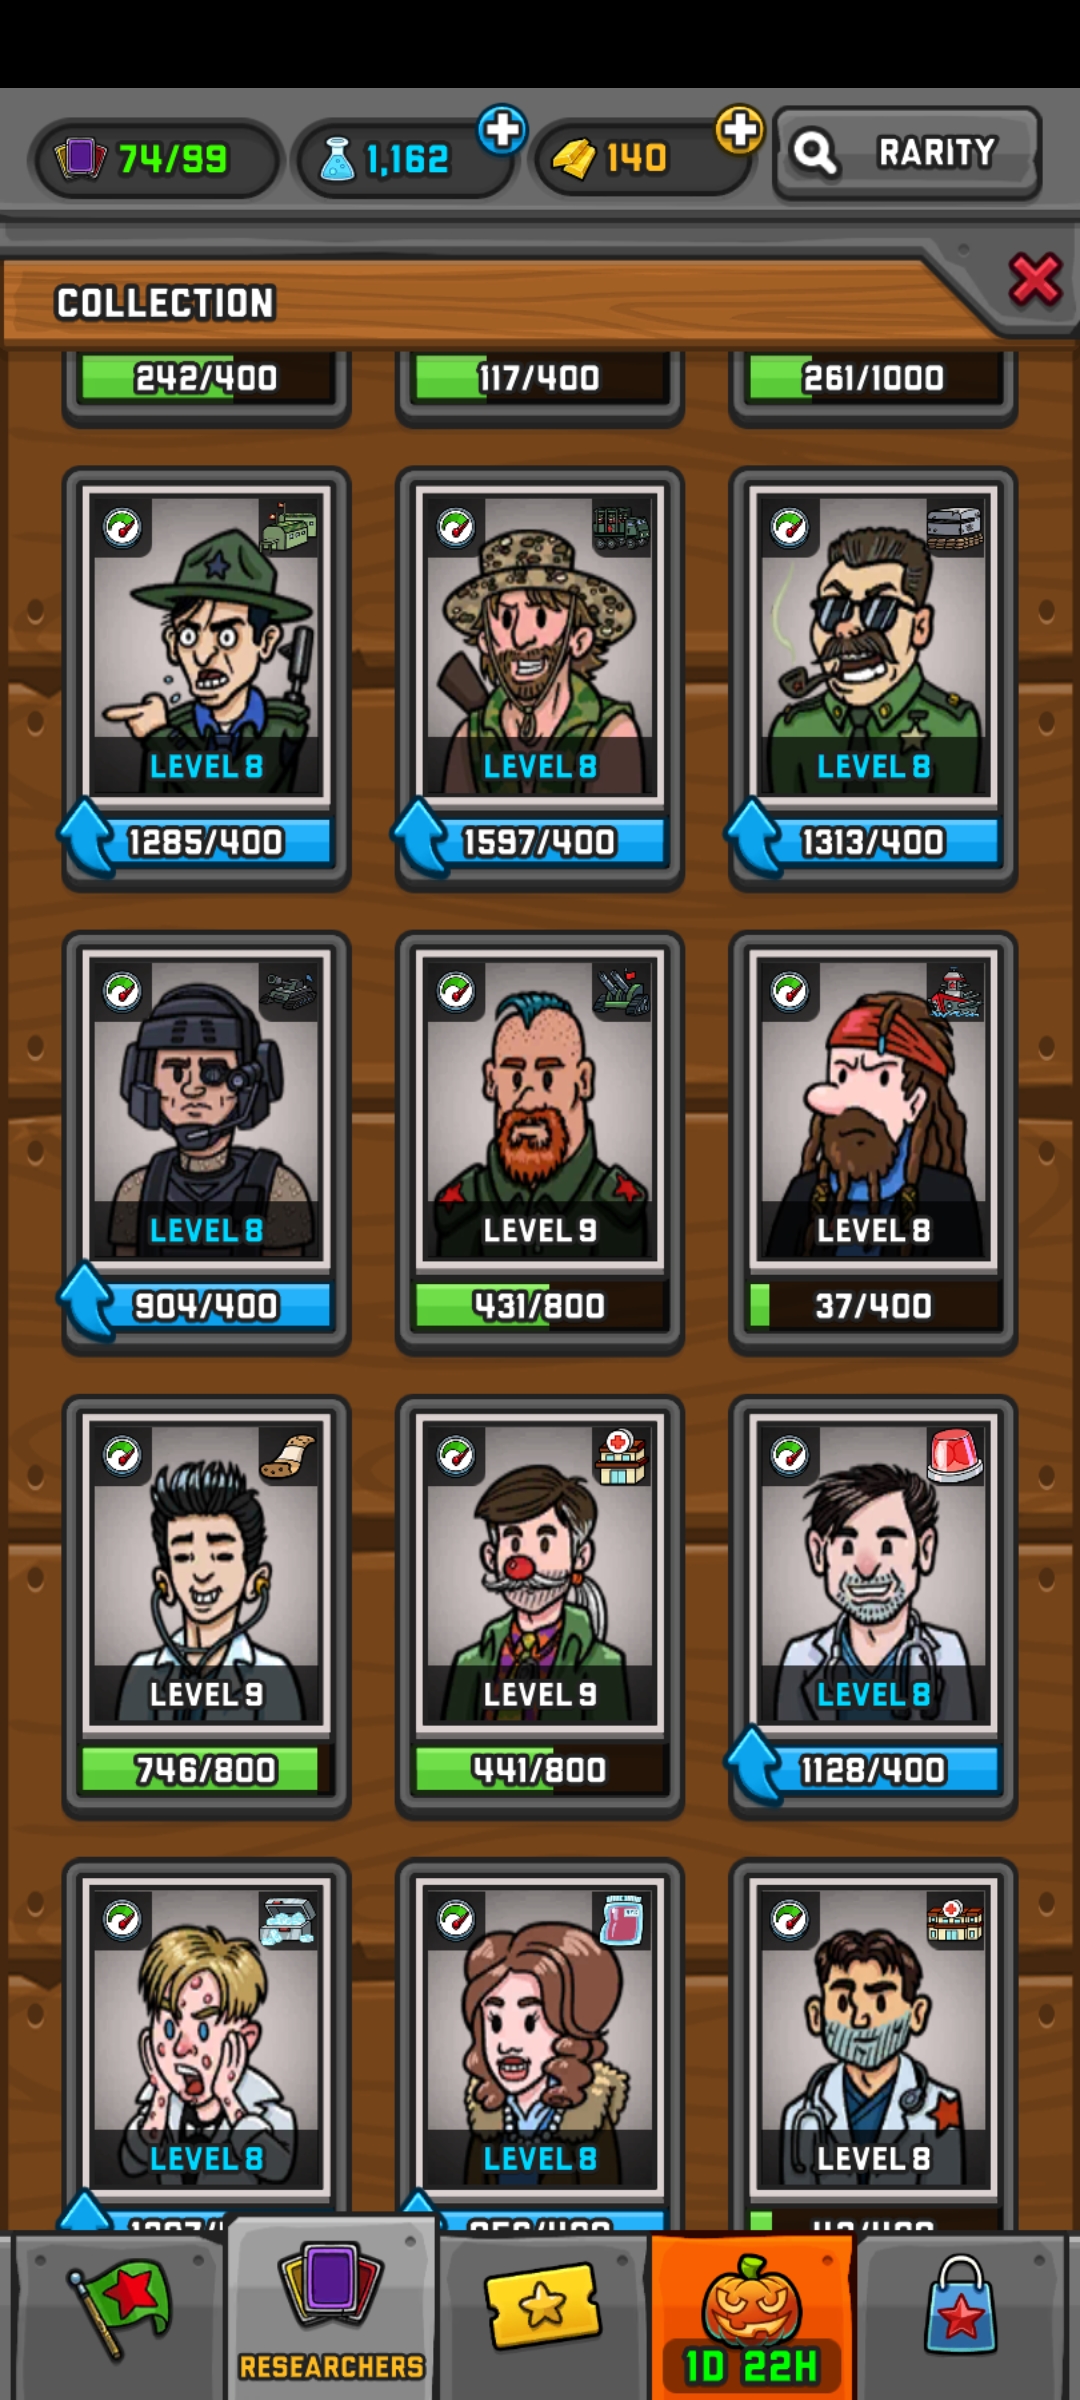 74/99
1,162
140
RARITY
COLLECTION
242/400
117/400
261/1000
LEVEL 8
LEVEL 8
LEVEL 8
1285/400
1597/400
1313/400
LEVEL 8
LEVEL 9
LEVEL 8
904/400
431/800
37/400
LEVEL 9
LEVEL 9
LEVEL 8
746/800
441/800
1128/400
LEVEL 8
LEVEL 8
LEVEL 8
RESEARCHERS
1D 22H